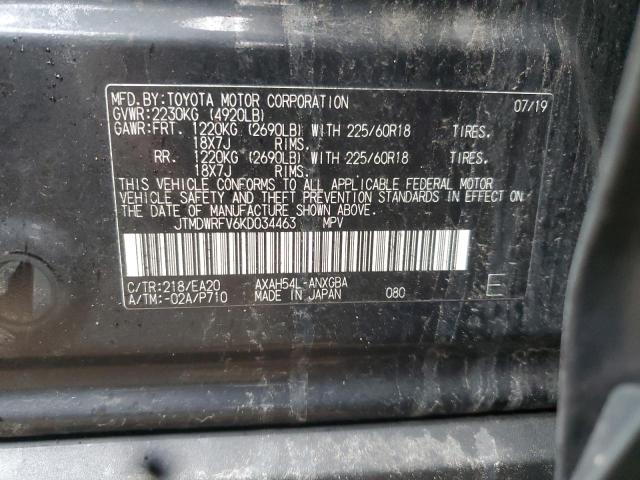 MFD.BY:TOYOTA MOTOR CORPORATION 07/19
GVWR:2230KG (4920LB)
GAWR:FRT. 1220KG (2690LB) WITH 225/60R18 TIRES.
18X7J RIMS.
RR. 1220KG (2690LB) WITH 225/60R18 TIRES.
18X7J RIMS.
THIS VEHICLE CONFORMS TO ALL APPLICABLE FEDERAL MOTOR
VEHICLE SAFETY AND THEFT PREVENTION STANDARDS IN EFFECT ON
THE DATE OF MANUFACTURE SHOWN ABOVE.
JTMDWRFV6KD034463 MPV
C/TR:218/EA20 AXAH54L-ANXGBA
A/TM:-02A/P710 MADE IN JAPAN 080 E